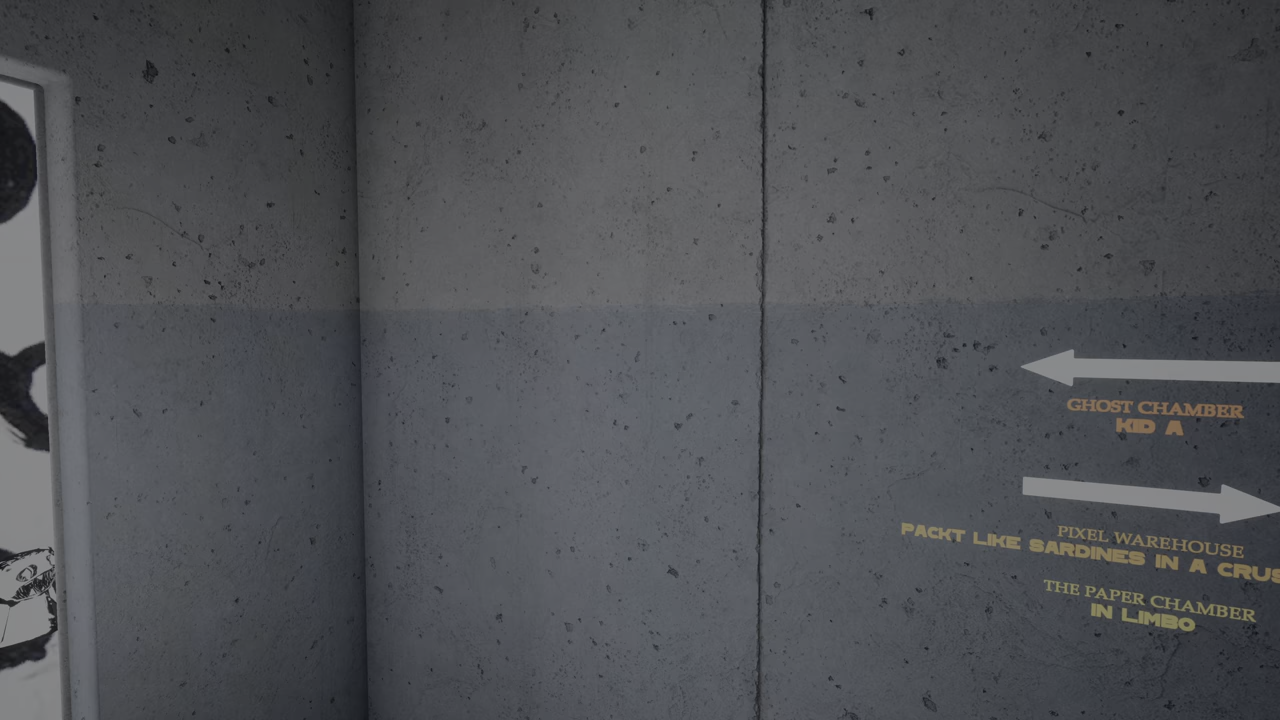 GHOST CHAMBER
KID A
PIXEL WAREHOUSE
PACKT LIKE SARDINES IN A CRUS
THE PAPER CHAMBER
IN LIMBO